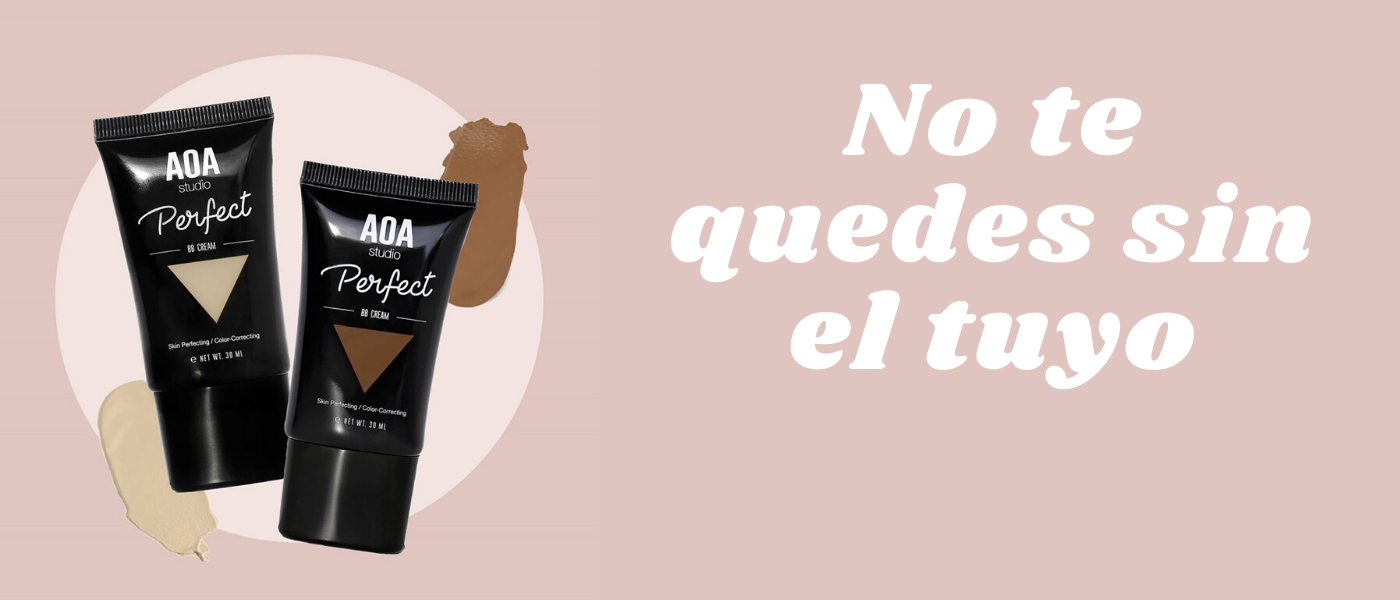 AOA
studio
Perfect
BB CREAM
Skin Perfecting / Color-Correcting
℮ NET WT. 30 ML
AOA
studio
Perfect
BB CREAM
Skin Perfecting / Color-Correcting
℮ NET WT. 30 ML
No te
quedes sin
el tuyo